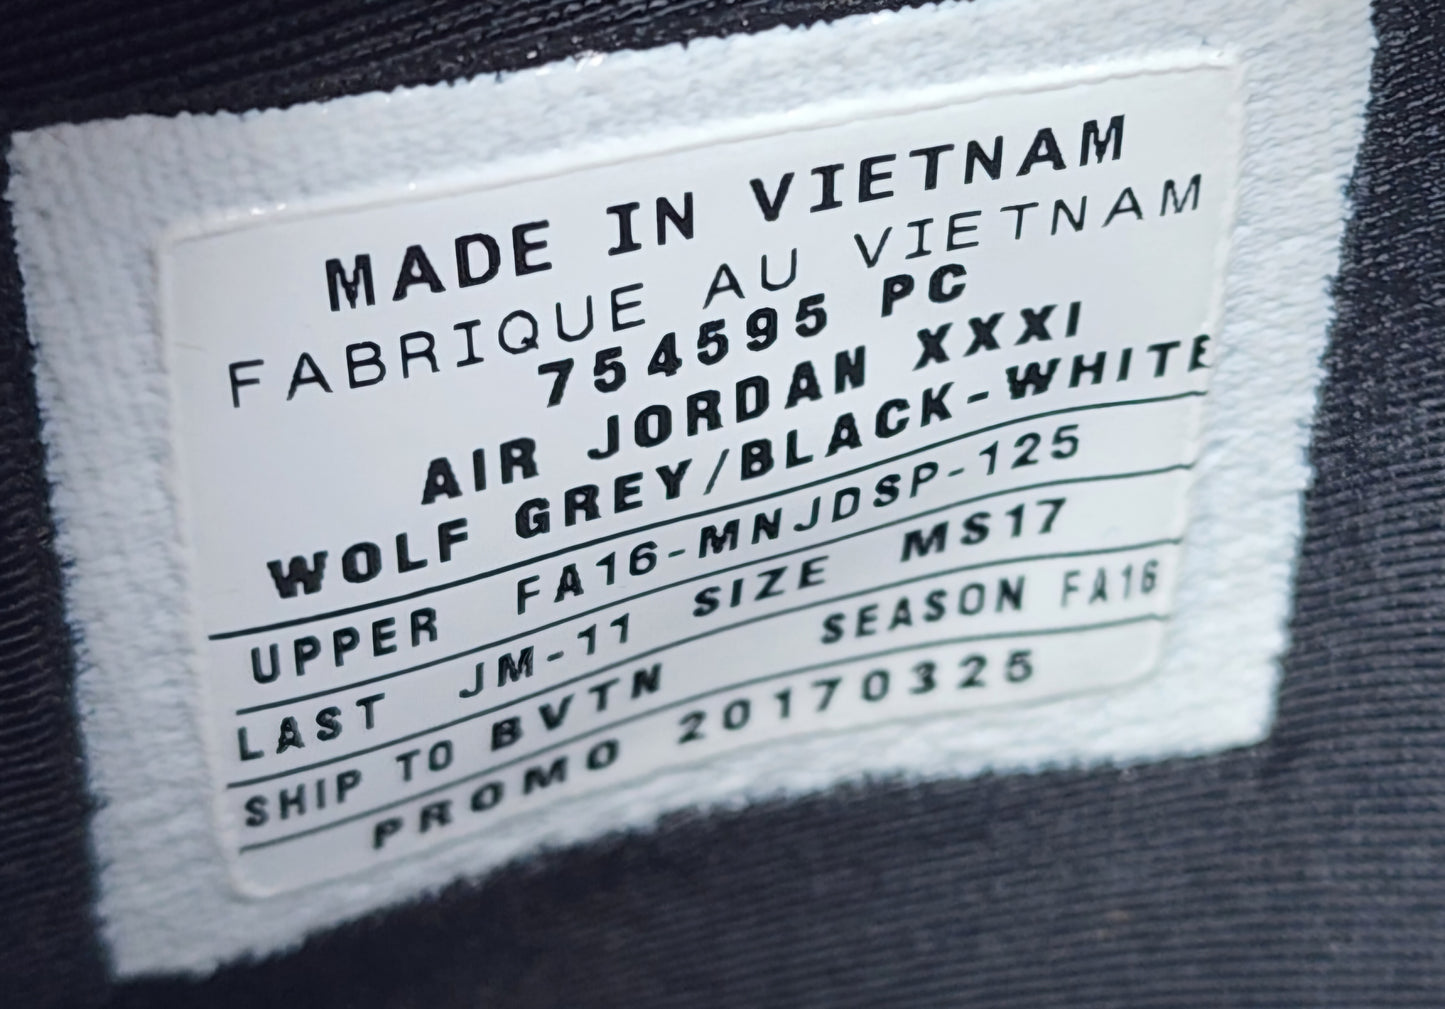 MADE IN VIETNAM
FABRIQUE AU VIETNAM
754595 PC
AIR JORDAN XXXI
WOLF GREY/BLACK-WHITE
UPPER FA16-MNJDSP-125
LAST JM-11 SIZE MS17
SHIP TO BVTN SEASON FA16
PROMO 20170325